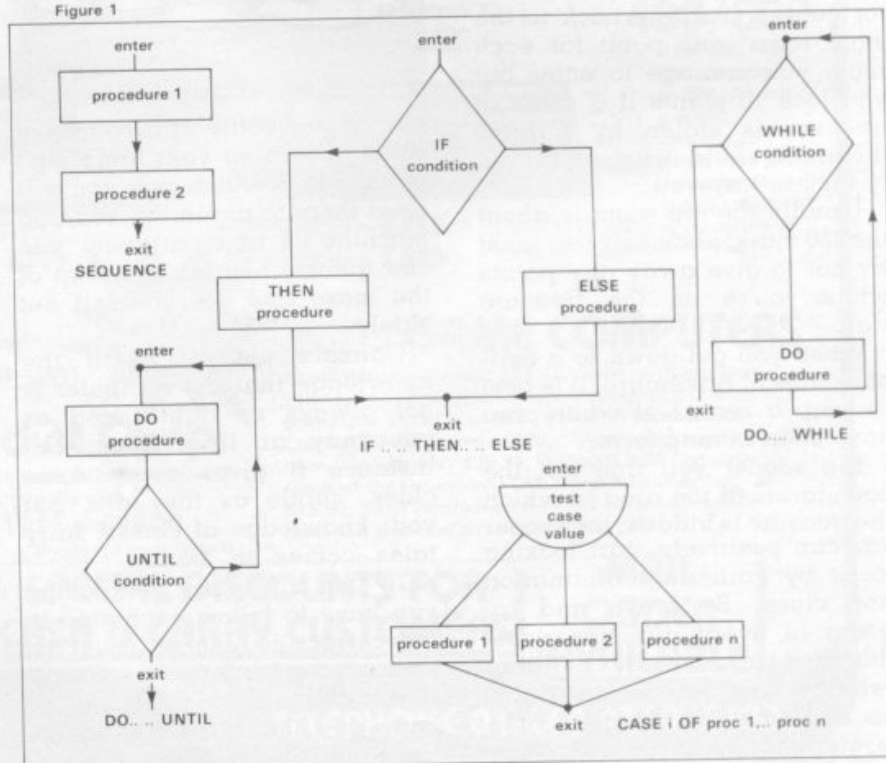 Figure 1
enter
procedure 1
procedure 2
exit
SEQUENCE
enter
IF
condition
THEN
procedure
ELSE
procedure
exit
IF .. .. THEN.. .. ELSE
enter
WHILE
condition
DO
procedure
exit
DO.. .. WHILE
enter
DO
procedure
UNTIL
condition
exit
DO.. .. UNTIL
enter
test
case
value
procedure 1
procedure 2
procedure n
exit
CASE i OF proc 1,.. proc n